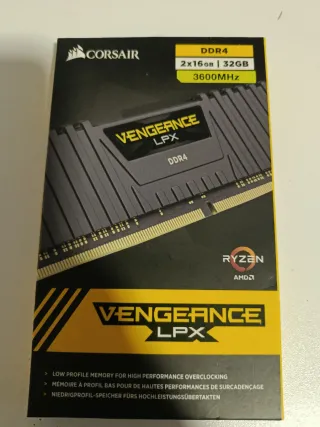 CORSAIR
DDR4
2x16GB | 32GB
3600MHz
VENGEANCE
LPX
DDR4
RYZEN
AMD
VENGEANCE
LPX
LOW PROFILE MEMORY FOR HIGH PERFORMANCE OVERCLOCKING
MÉMOIRE À PROFIL BAS POUR DE HAUTES PERFORMANCES DE SURCADENÇAGE
NIEDRIGPROFIL-SPEICHER FÜRS HOCHLEISTUNGSÜBERTAKTEN